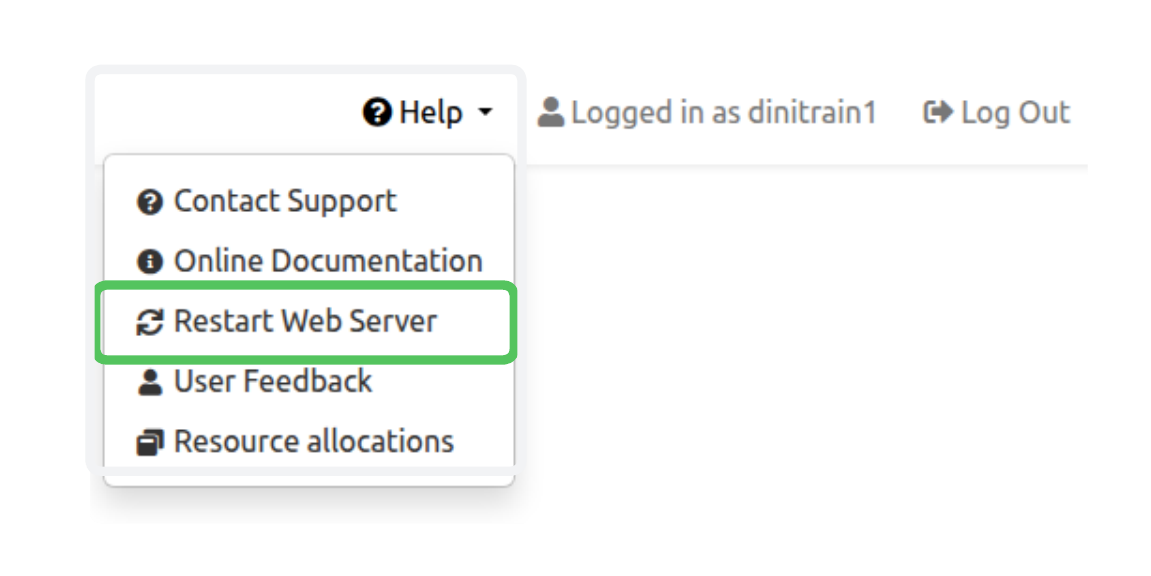 Help Logged in as dinitrain1 Log Out
Contact Support
Online Documentation
Restart Web Server
User Feedback
Resource allocations